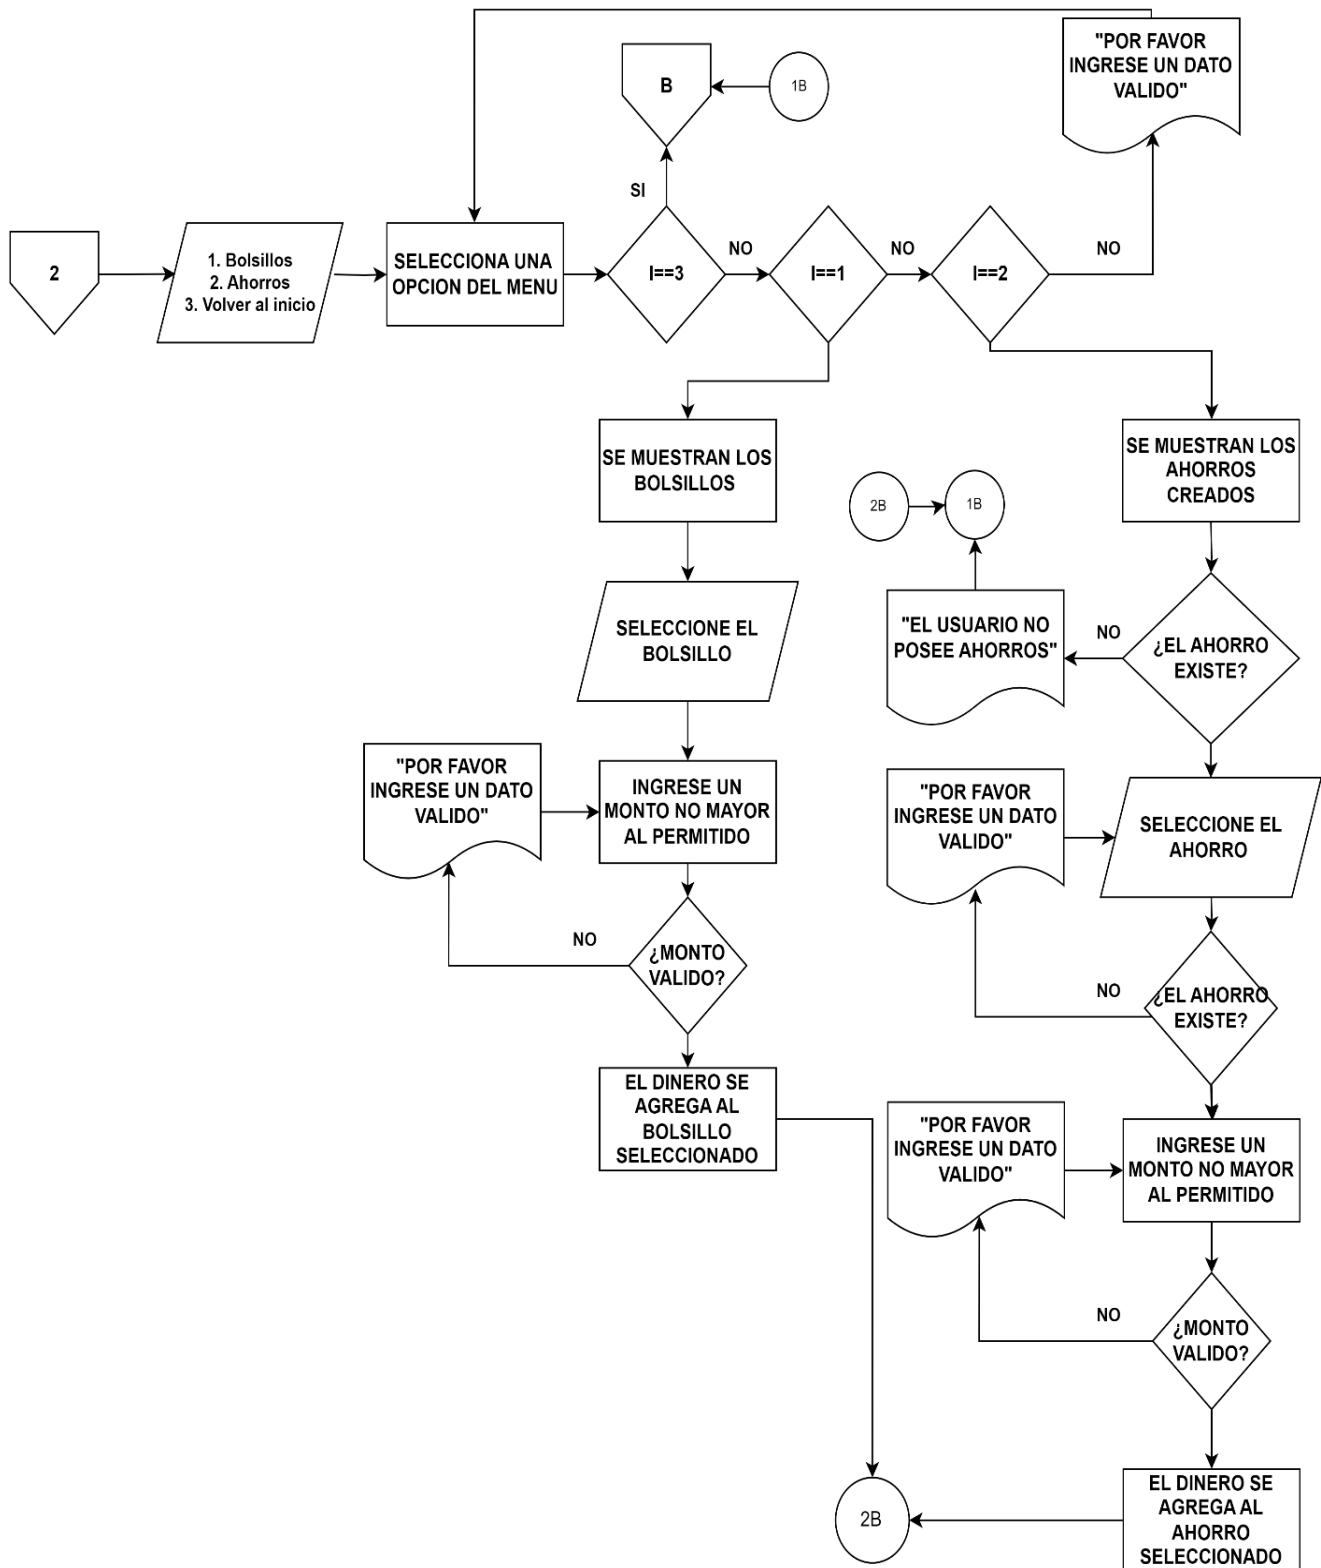 "POR FAVOR
INGRESE UN DATO
VALIDO"
B
1B
SI
2
1. Bolsillos
2. Ahorros
3. Volver al inicio
SELECCIONA UNA
OPCION DEL MENU
I==3
NO
I==1
NO
I==2
NO
SE MUESTRAN LOS
BOLSILLOS
SE MUESTRAN LOS
AHORROS
CREADOS
2B
1B
SELECCIONE EL
BOLSILLO
"EL USUARIO NO
POSEE AHORROS"
NO
¿EL AHORRO
EXISTE?
"POR FAVOR
INGRESE UN DATO
VALIDO"
INGRESE UN
MONTO NO MAYOR
AL PERMITIDO
"POR FAVOR
INGRESE UN DATO
VALIDO"
SELECCIONE EL
AHORRO
NO
¿MONTO
VALIDO?
NO
¿EL AHORRO
EXISTE?
EL DINERO SE
AGREGA AL
BOLSILLO
SELECCIONADO
"POR FAVOR
INGRESE UN DATO
VALIDO"
INGRESE UN
MONTO NO MAYOR
AL PERMITIDO
NO
¿MONTO
VALIDO?
2B
EL DINERO SE
AGREGA AL
AHORRO
SELECCIONADO